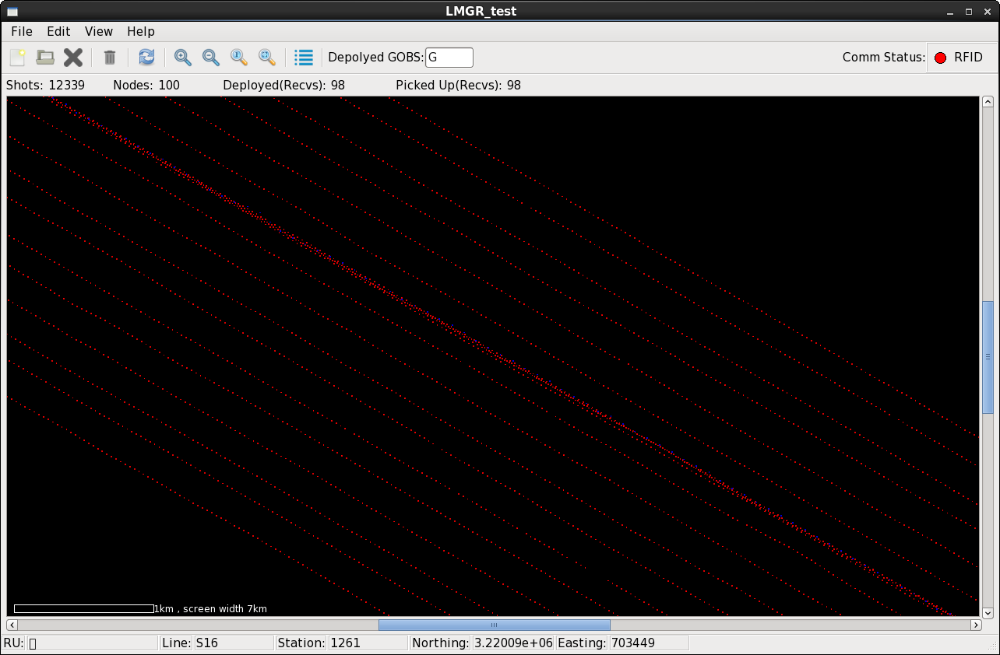 LMGR_test
File Edit View Help
Depolyed GOBS: G Comm Status: RFID
Shots: 12339 Nodes: 100 Deployed(Recvs): 98 Picked Up(Recvs): 98
1km , screen width 7km
RU: Line: S16 Station: 1261 Northing: 3.22009e+06 Easting: 703449